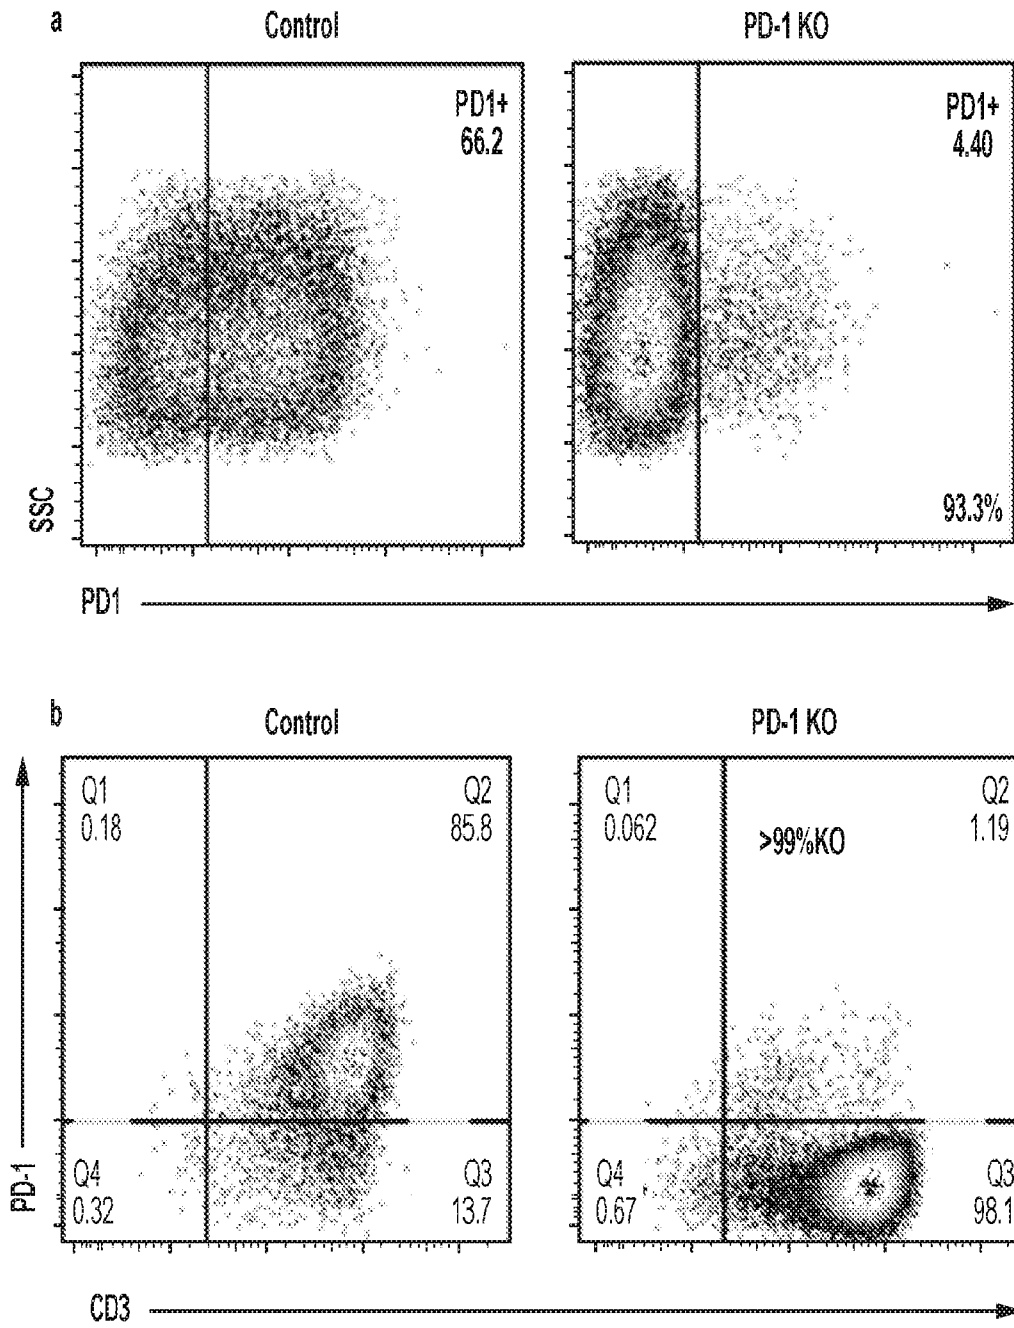 a
Control
PD-1 KO
PD1+
66.2
PD1+
4.40
93.3%
SSC
PD1
b
Control
PD-1 KO
Q1
0.18
Q2
85.8
Q1
0.062
>99%KO
Q2
1.19
PD-1
Q4
0.32
Q3
13.7
Q4
0.67
Q3
98.1
CD3